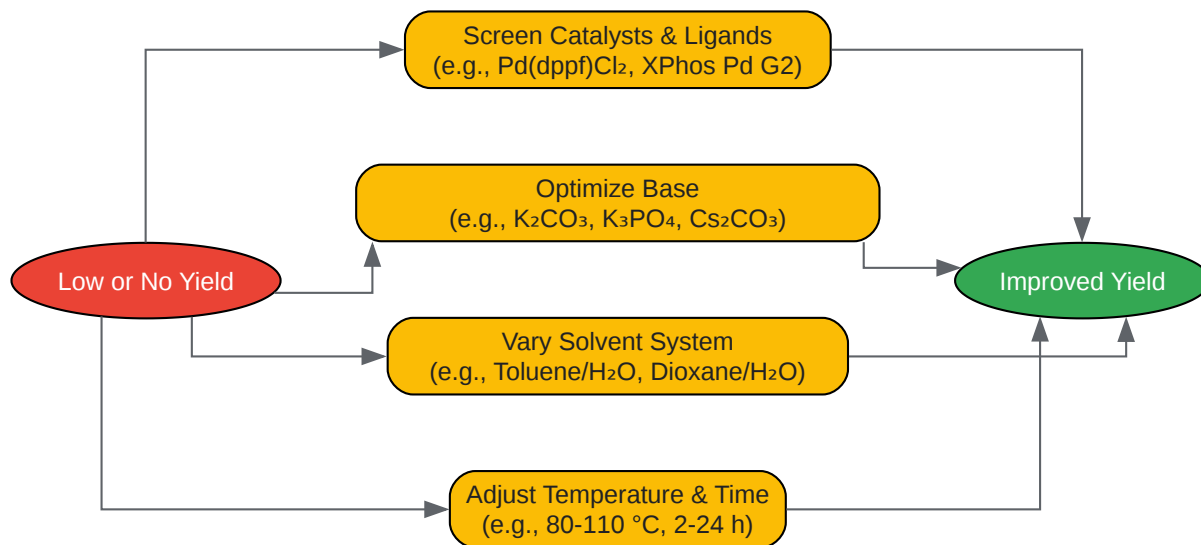 Screen Catalysts & Ligands
(e.g., Pd(dppf)Cl₂, XPhos Pd G2)
Optimize Base
(e.g., K₂CO₃, K₃PO₄, Cs₂CO₃)
Low or No Yield
Improved Yield
Vary Solvent System
(e.g., Toluene/H₂O, Dioxane/H₂O)
Adjust Temperature & Time
(e.g., 80-110 °C, 2-24 h)